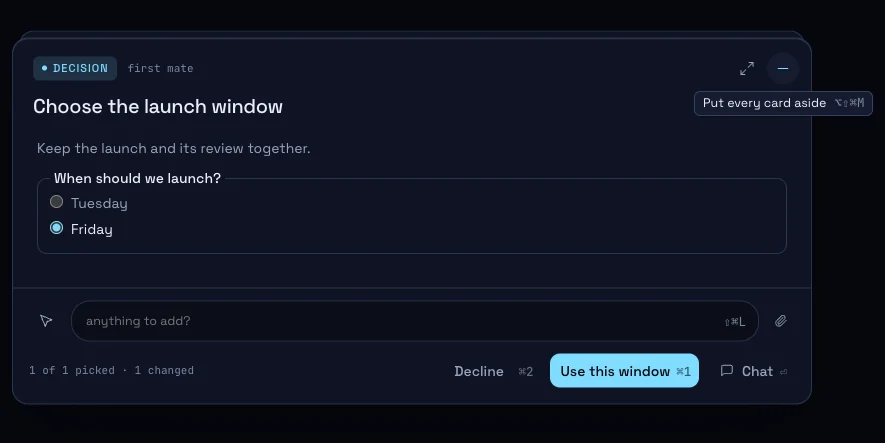 DECISION first mate
Put every card aside ⌥⇧⌘M
Choose the launch window
Keep the launch and its review together.
When should we launch?
Tuesday
Friday
anything to add? ⇧⌘L
1 of 1 picked · 1 changed
Decline ⌘2
Use this window ⌘1
Chat ⏎